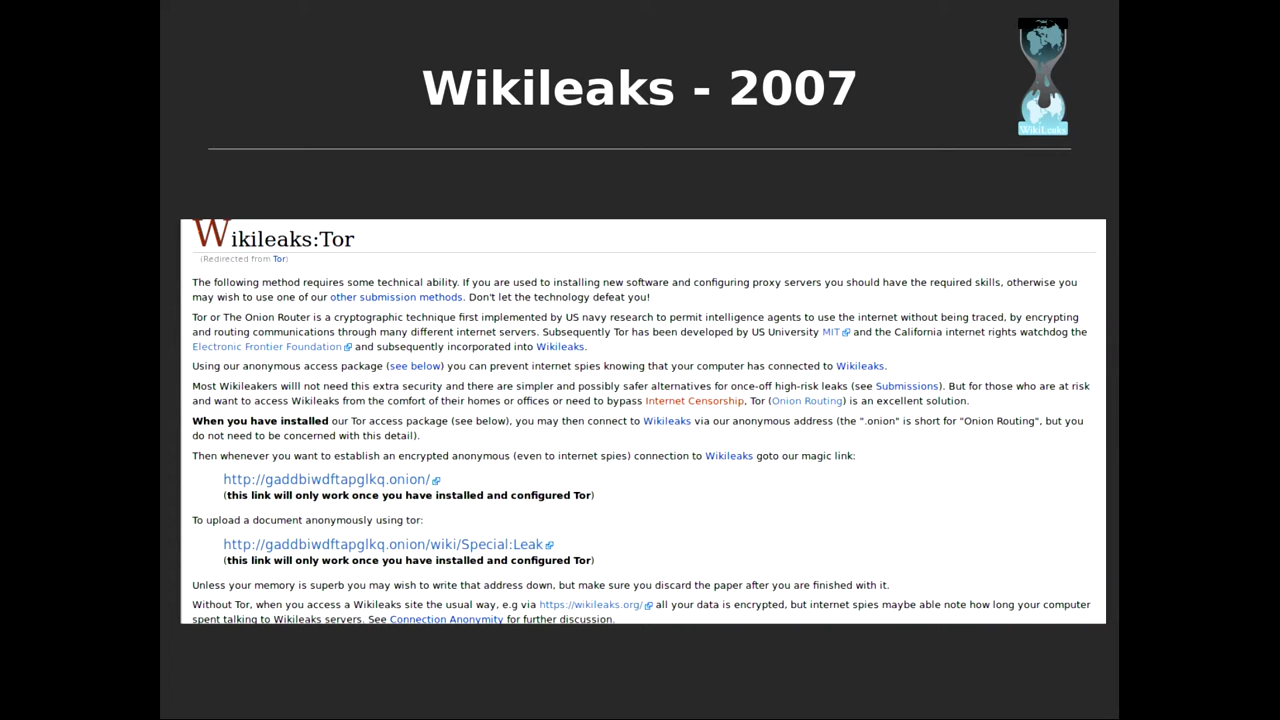 Wikileaks - 2007
WikiLeaks
Wikileaks:Tor
(Redirected from Tor)
The following method requires some technical ability. If you are used to installing new software and configuring proxy servers you should have the required skills, otherwise you
may wish to use one of our other submission methods. Don't let the technology defeat you!
Tor or The Onion Router is a cryptographic technique first implemented by US navy research to permit intelligence agents to use the internet without being traced, by encrypting
and routing communications through many different internet servers. Subsequently Tor has been developed by US University MIT and the California internet rights watchdog the
Electronic Frontier Foundation and subsequently incorporated into Wikileaks.
Using our anonymous access package (see below) you can prevent internet spies knowing that your computer has connected to Wikileaks.
Most Wikileakers willl not need this extra security and there are simpler and possibly safer alternatives for once-off high-risk leaks (see Submissions). But for those who are at risk
and want to access Wikileaks from the comfort of their homes or offices or need to bypass Internet Censorship, Tor (Onion Routing) is an excellent solution.
When you have installed our Tor access package (see below), you may then connect to Wikileaks via our anonymous address (the ".onion" is short for "Onion Routing", but you
do not need to be concerned with this detail).
Then whenever you want to establish an encrypted anonymous (even to internet spies) connection to Wikileaks goto our magic link:
http://gaddbiwdftapglkq.onion/
(this link will only work once you have installed and configured Tor)
To upload a document anonymously using tor:
http://gaddbiwdftapglkq.onion/wiki/Special:Leak
(this link will only work once you have installed and configured Tor)
Unless your memory is superb you may wish to write that address down, but make sure you discard the paper after you are finished with it.
Without Tor, when you access a Wikileaks site the usual way, e.g via https://wikileaks.org/ all your data is encrypted, but internet spies maybe able note how long your computer
spent talking to Wikileaks servers. See Connection Anonymity for further discussion.